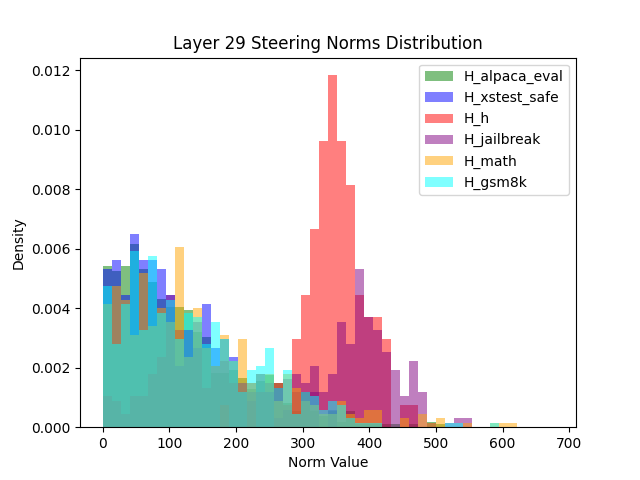 Layer 29 Steering Norms Distribution
Density
0.012
0.010
0.008
0.006
0.004
0.002
0.000
H_alpaca_eval
H_xstest_safe
H_h
H_jailbreak
H_math
H_gsm8k
0 100 200 300 400 500 600 700
Norm Value